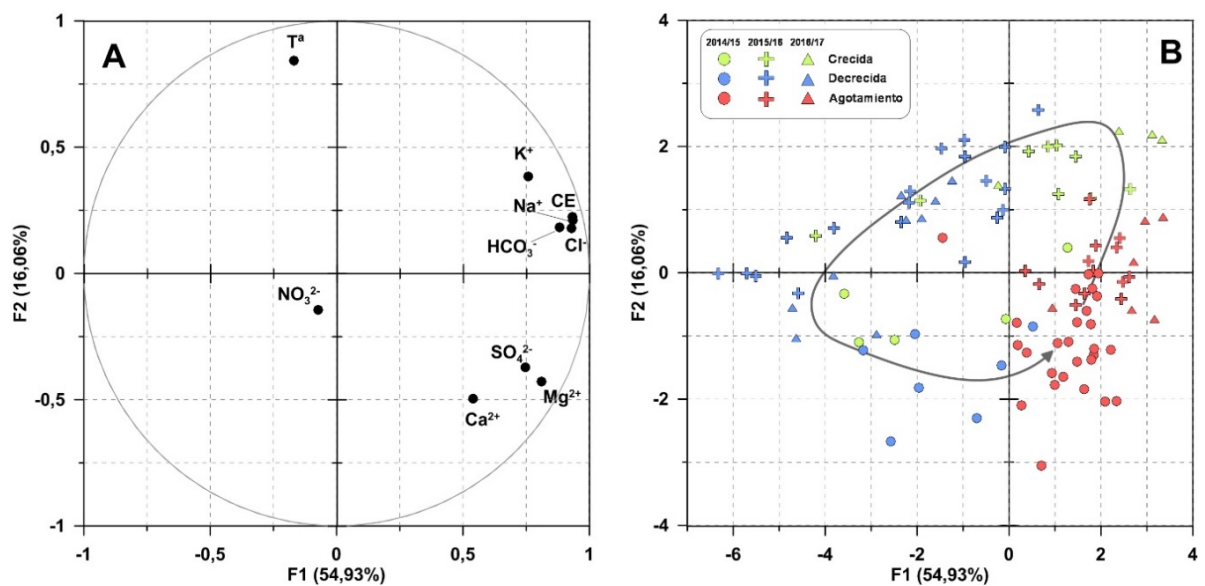 A
1
0,5
0
-0,5
-1
F2 (16,06%)
Tª
K⁺
CE
Na⁺
HCO₃⁻
Cl⁻
NO₃²⁻
SO₄²⁻
Mg²⁺
Ca²⁺
-1 -0,5 0 0,5 1
F1 (54,93%)
B
4
2
0
-2
-4
F2 (16,06%)
2014/15 2015/16 2016/17
Crecida
Decrecida
Agotamiento
-6 -4 -2 0 2 4
F1 (54,93%)